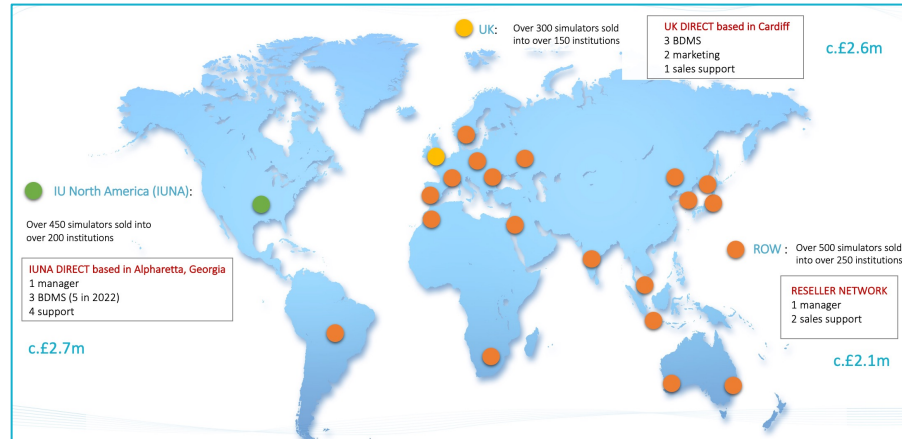 UK:
Over 300 simulators sold
into over 150 institutions
UK DIRECT based in Cardiff
3 BDMS
2 marketing
1 sales support
c.£2.6m
IU North America (IUNA):
Over 450 simulators sold into
over 200 institutions
IUNA DIRECT based in Alpharetta, Georgia
1 manager
3 BDMS (5 in 2022)
4 support
c.£2.7m
ROW :
Over 500 simulators sold
into over 250 institutions
RESELLER NETWORK
1 manager
2 sales support
c.£2.1m